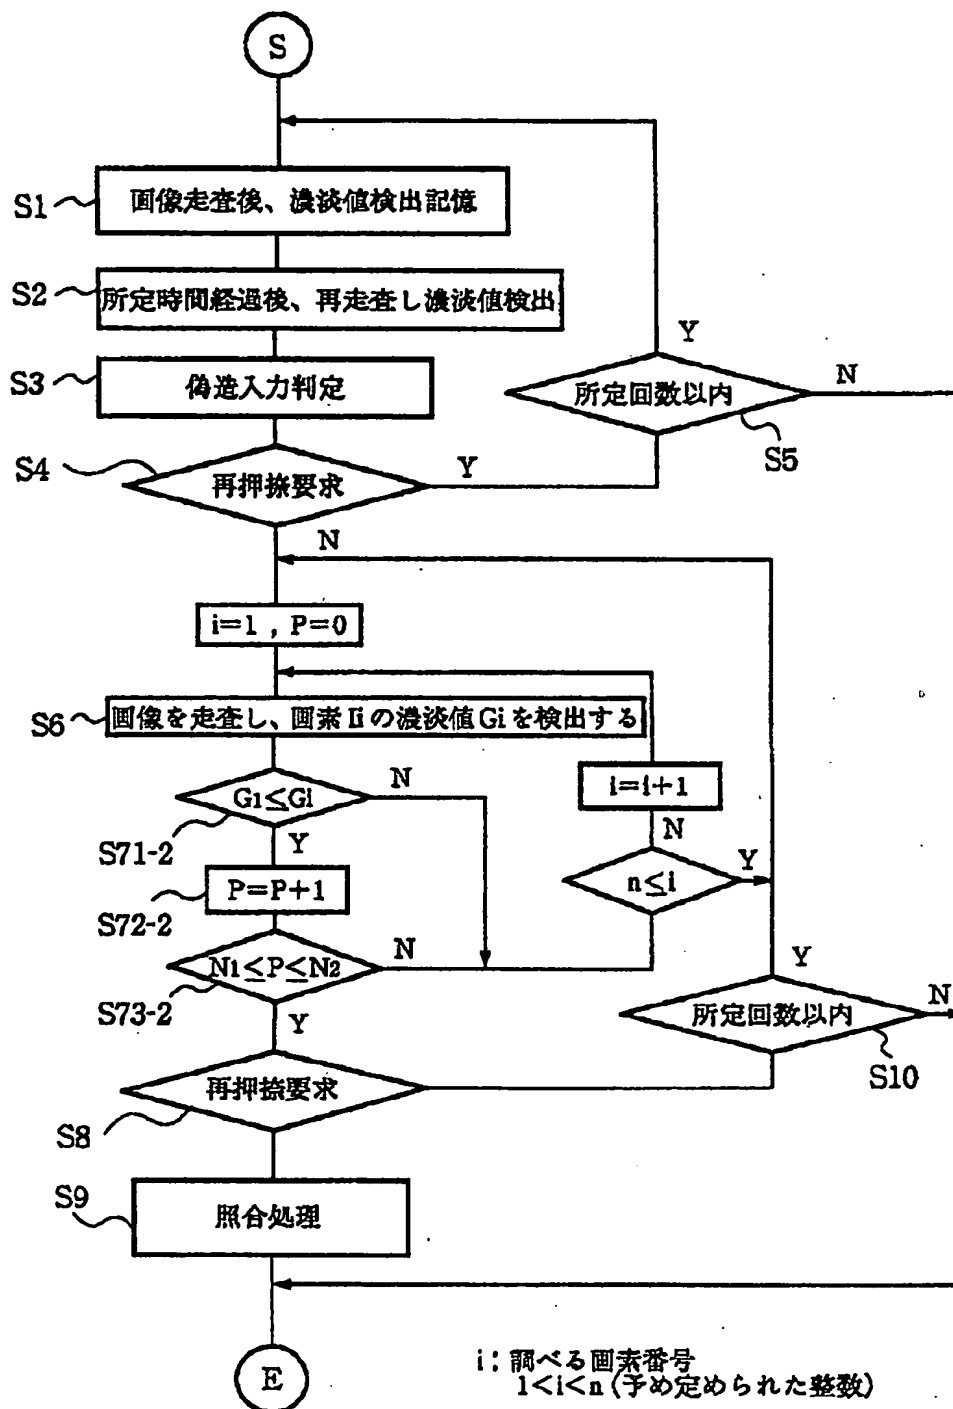 S
S1
画像走査後、濃淡値検出記憶
S2
所定時間経過後、再走査し濃淡値検出
Y
S3
偽造入力判定
所定回数以内
N
S5
S4
再押捺要求
Y
N
i=1 , P=0
S6
画像を走査し、画素 Ii の濃淡値 Gi を検出する
G1≤Gi
N
i=i+1
S71-2
Y
N
n≤i
Y
P=P+1
S72-2
N1≤P≤N2
N
Y
S73-2
Y
所定回数以内
N
S10
再押捺要求
S8
S9
照合処理
E
i: 調べる画素番号
1<i<n (予め定められた整数)